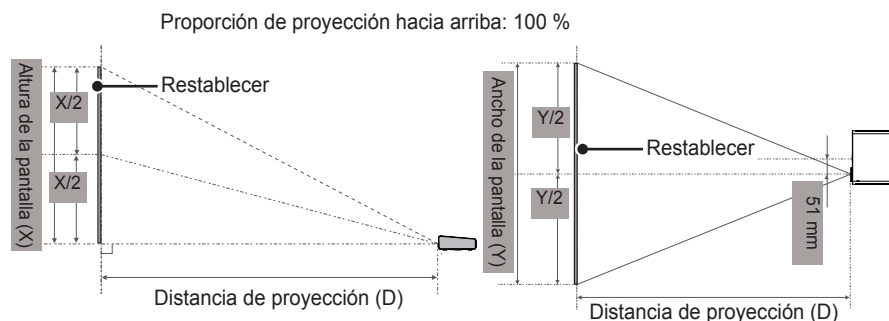 Proporción de proyección hacia arriba: 100 %
Altura de la pantalla (X)
X/2
X/2
Restablecer
Distancia de proyección (D)
Ancho de la pantalla (Y)
Y/2
Y/2
Restablecer
51 mm
Distancia de proyección (D)